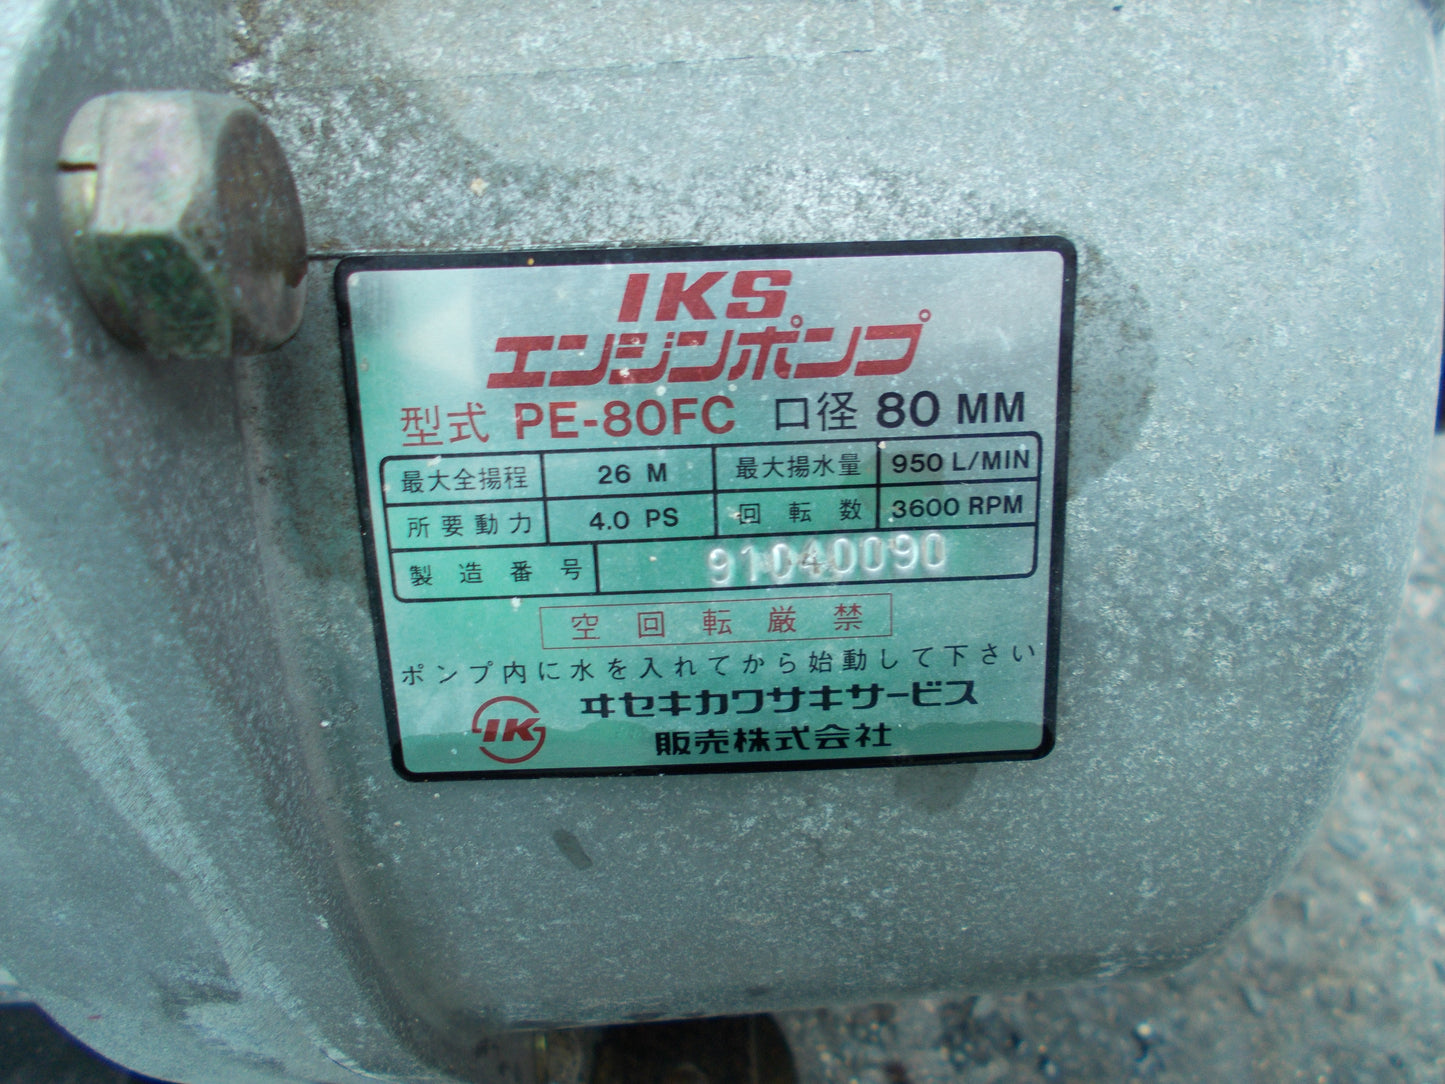 IKS
エンジンポンプ
型式 PE-80FC 口径 80 MM
最大全揚程 26 M 最大揚水量 950 L/MIN
所要動力 4.0 PS 回転数 3600 RPM
製造番号 91040090
空回転厳禁
ポンプ内に水を入れてから始動して下さい
IK ヰセキカワサキサービス
販売株式会社